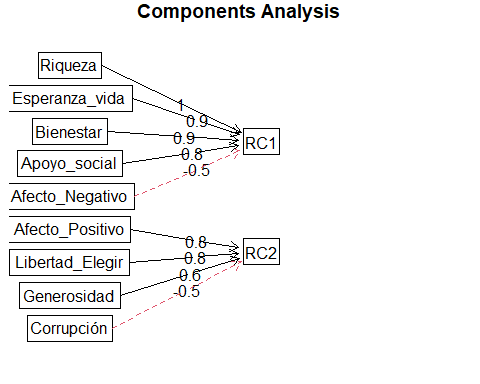 Components Analysis
Riqueza
1
Esperanza_vida
0.9
Bienestar
0.9
RC1
Apoyo_social
0.8
Afecto_Negativo
-0.5
Afecto_Positivo
0.8
Libertad_Elegir
0.8
RC2
Generosidad
0.6
Corrupción
-0.5